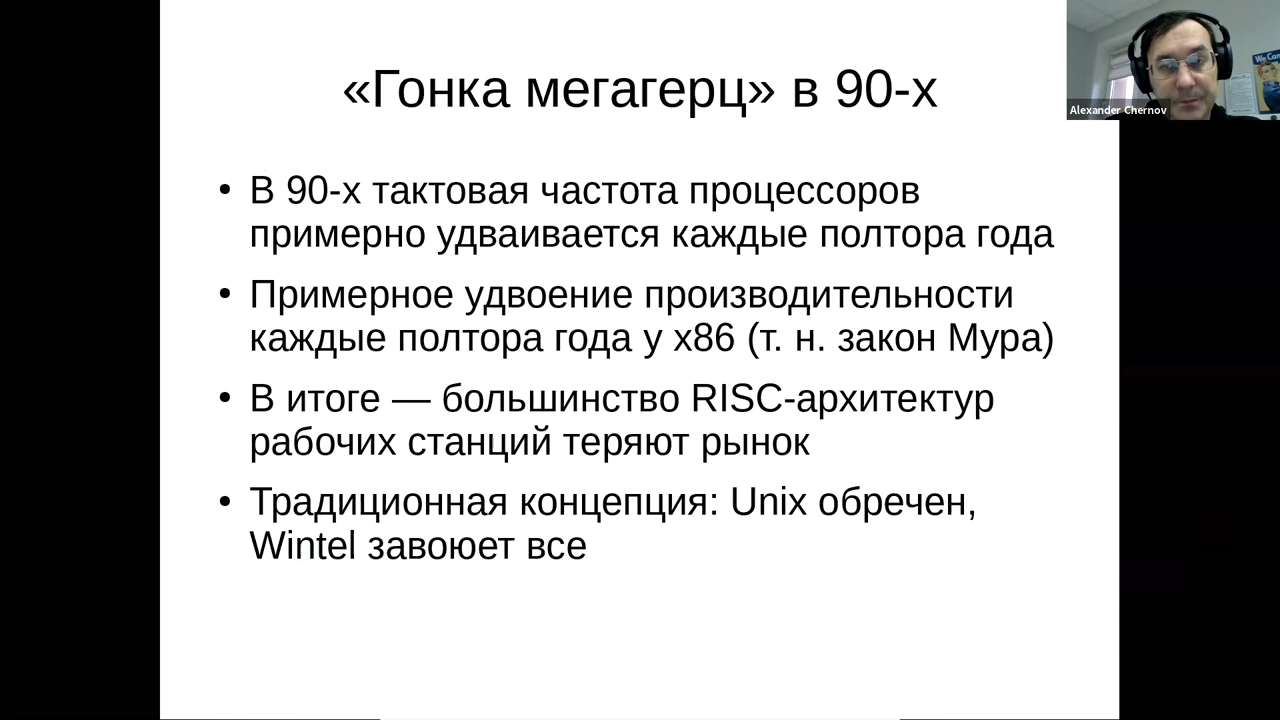 «Гонка мегагерц» в 90-х
Alexander Chernov
We Can
• В 90-х тактовая частота процессоров
примерно удваивается каждые полтора года
• Примерное удвоение производительности
каждые полтора года у x86 (т. н. закон Мура)
• В итоге — большинство RISC-архитектур
рабочих станций теряют рынок
• Традиционная концепция: Unix обречен,
Wintel завоюет все